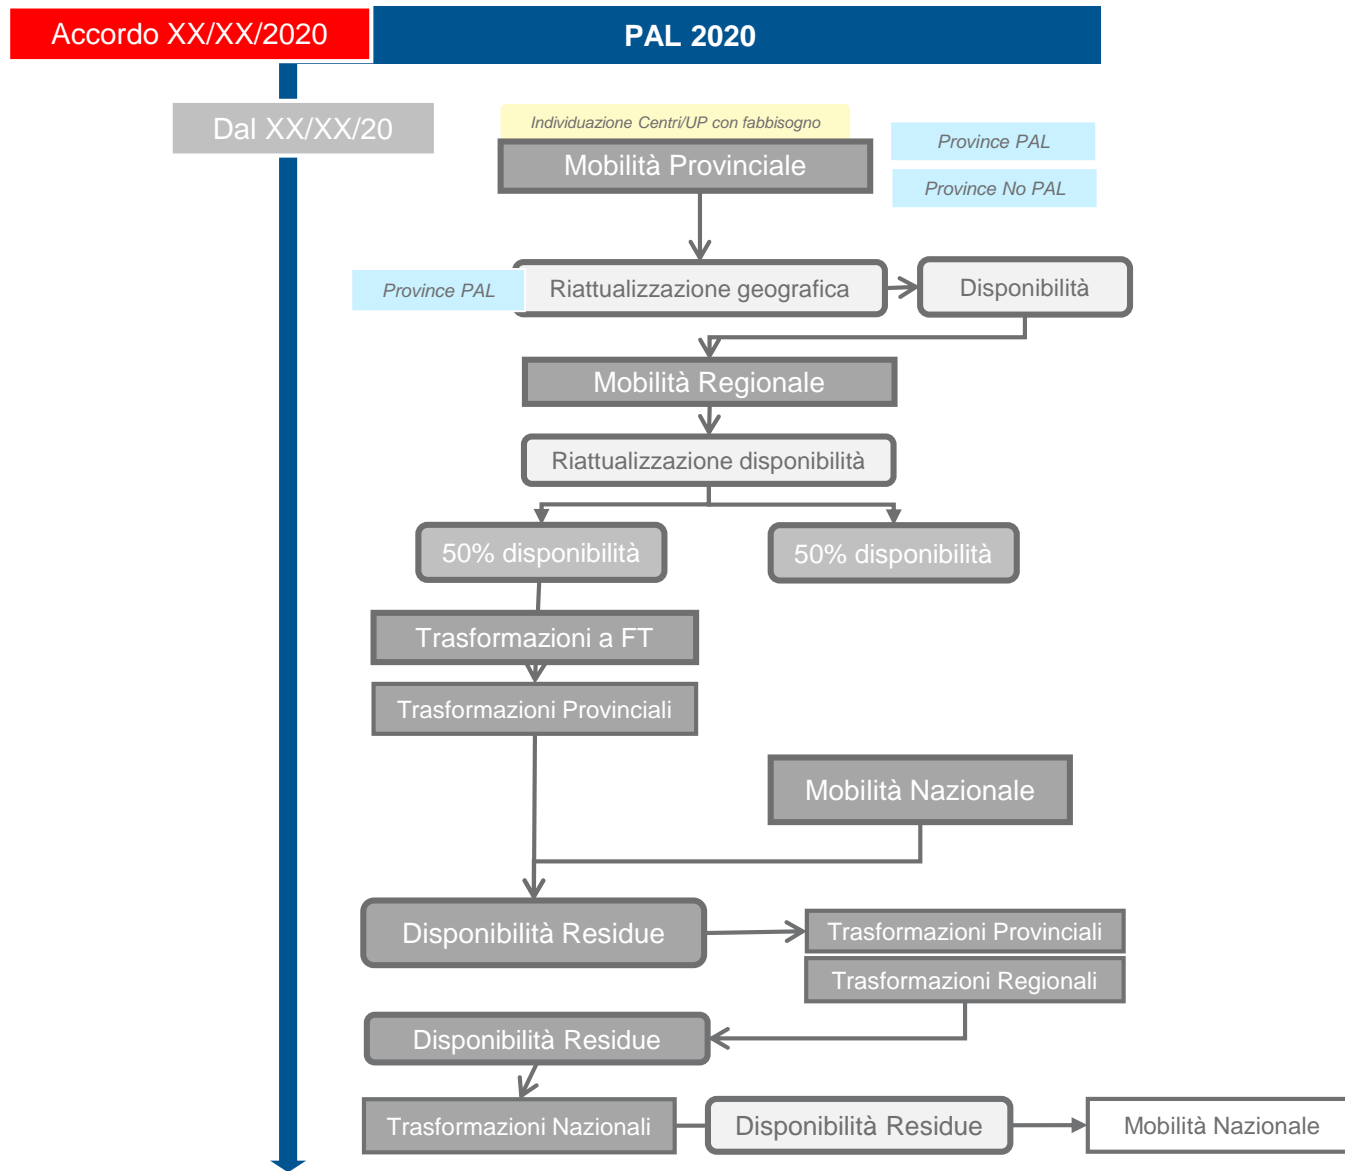 Accordo XX/XX/2020
PAL 2020
Dal XX/XX/20
Individuazione Centri/UP con fabbisogno
Mobilità Provinciale
Province PAL
Province No PAL
Province PAL
Riattualizzazione geografica
Disponibilità
Mobilità Regionale
Riattualizzazione disponibilità
50% disponibilità
50% disponibilità
Trasformazioni a FT
Trasformazioni Provinciali
Mobilità Nazionale
Disponibilità Residue
Trasformazioni Provinciali
Trasformazioni Regionali
Disponibilità Residue
Trasformazioni Nazionali
Disponibilità Residue
Mobilità Nazionale